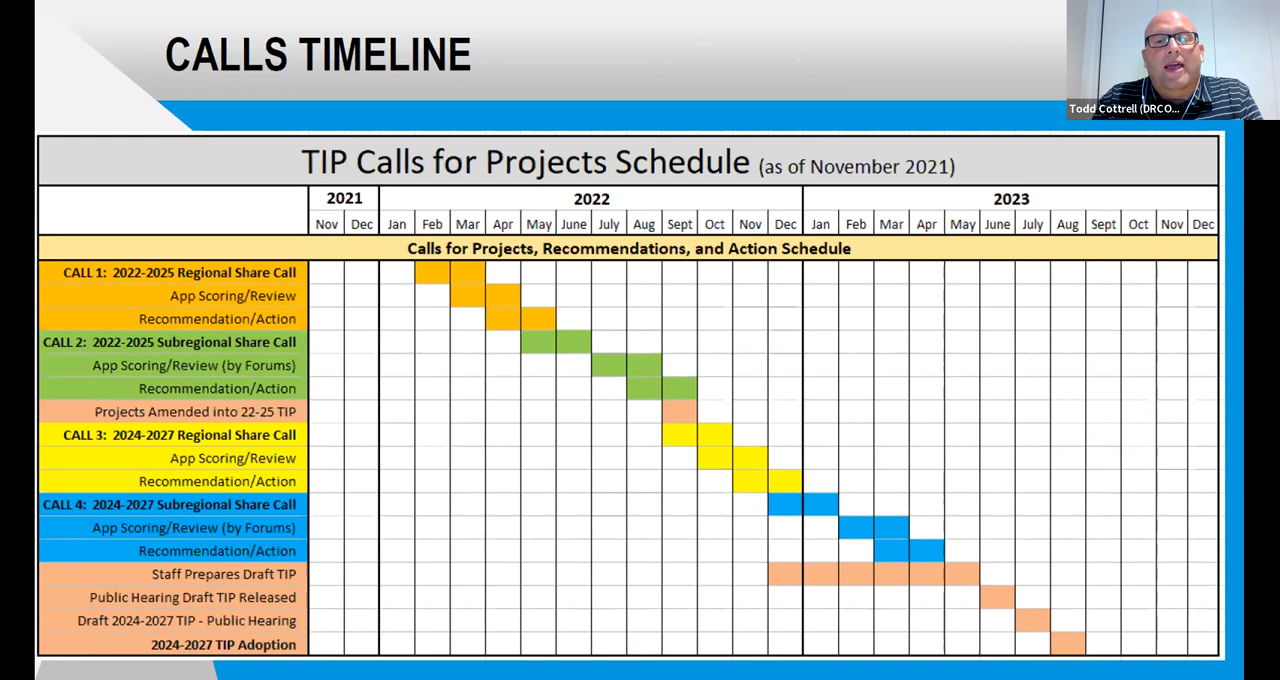 CALLS TIMELINE
Todd Cottrell (DRCO...
TIP Calls for Projects Schedule (as of November 2021)
2021 2022 2023
Nov Dec Jan Feb Mar Apr May June July Aug Sept Oct Nov Dec Jan Feb Mar Apr May June July Aug Sept Oct Nov Dec
Calls for Projects, Recommendations, and Action Schedule
CALL 1: 2022-2025 Regional Share Call
App Scoring/Review
Recommendation/Action
CALL 2: 2022-2025 Subregional Share Call
App Scoring/Review (by Forums)
Recommendation/Action
Projects Amended into 22-25 TIP
CALL 3: 2024-2027 Regional Share Call
App Scoring/Review
Recommendation/Action
CALL 4: 2024-2027 Subregional Share Call
App Scoring/Review (by Forums)
Recommendation/Action
Staff Prepares Draft TIP
Public Hearing Draft TIP Released
Draft 2024-2027 TIP - Public Hearing
2024-2027 TIP Adoption